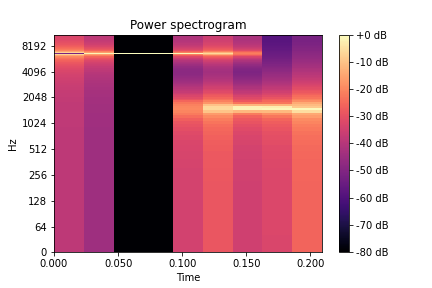 Power spectrogram
8192
4096
2048
1024
512
256
128
64
0
Hz
0.000
0.050
0.100
0.150
0.200
Time
+0 dB
-10 dB
-20 dB
-30 dB
-40 dB
-50 dB
-60 dB
-70 dB
-80 dB